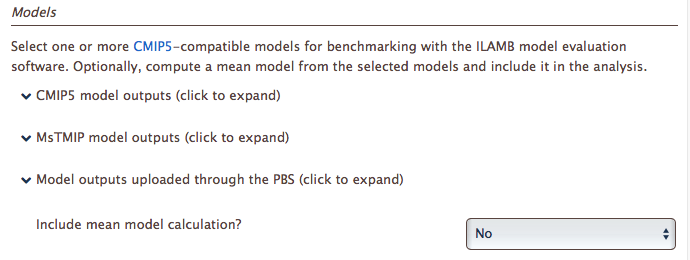 Models
Select one or more CMIP5-compatible models for benchmarking with the ILAMB model evaluation
software. Optionally, compute a mean model from the selected models and include it in the analysis.
CMIP5 model outputs (click to expand)
MsTMIP model outputs (click to expand)
Model outputs uploaded through the PBS (click to expand)
Include mean model calculation?
No